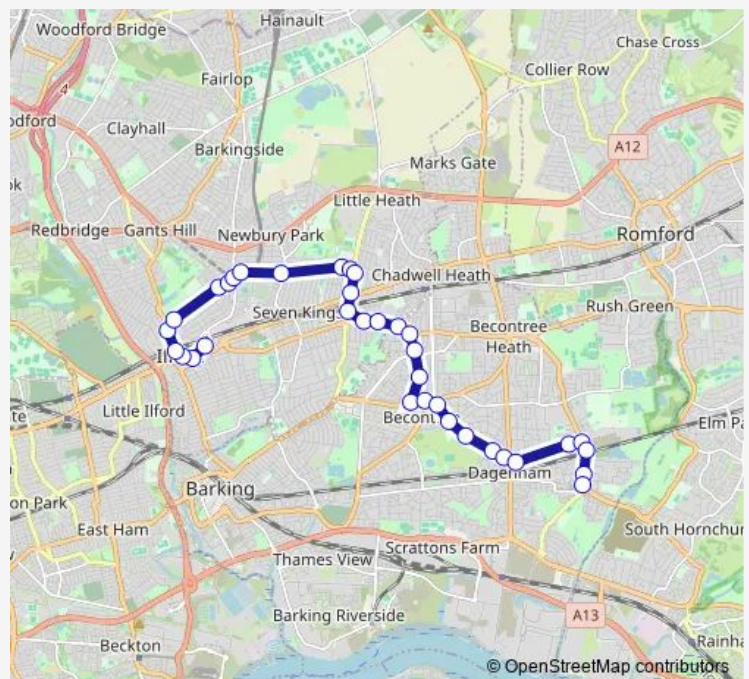 Hainault
Woodford Bridge
Chase Cross
Collier Row
Fairlop
4
Clayhall
Barkingside
A12
Marks Gate
Little Heath
Redbridge
Gants Hill
Newbury Park
Romford
Chadwell Heath
Rush Green
Seven Kings
Becontree
Heath
Little Ilford
Elm Pa
Barking
Dagenham
on Park
East Ham
South Hornchur
Scrattons Farm
Thames View
Barking Riverside
A13
Beckton
Rainha
© OpenStreetMap contributors